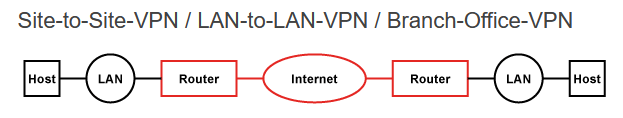 Site-to-Site-VPN / LAN-to-LAN-VPN / Branch-Office-VPN
Host LAN Router Internet Router LAN Host